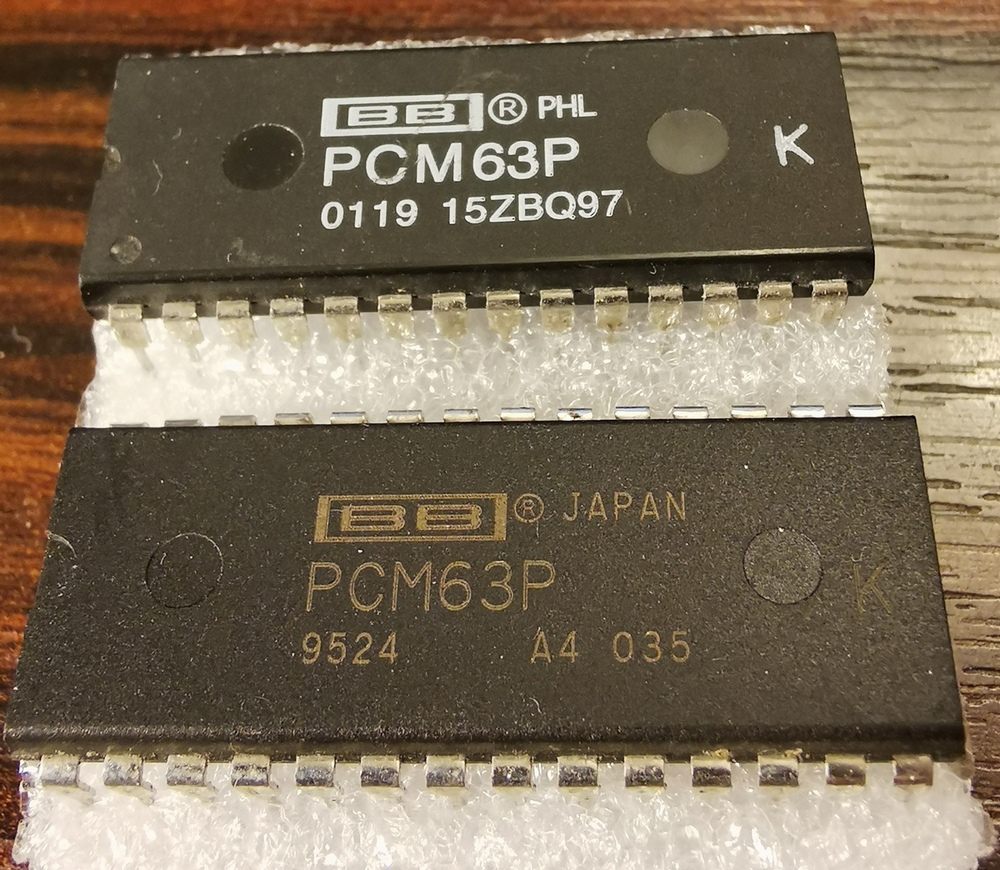 BB ® PHL
PCM63P
K
0119 15ZBQ97
BB ® JAPAN
PCM63P
K
9524 A4 035